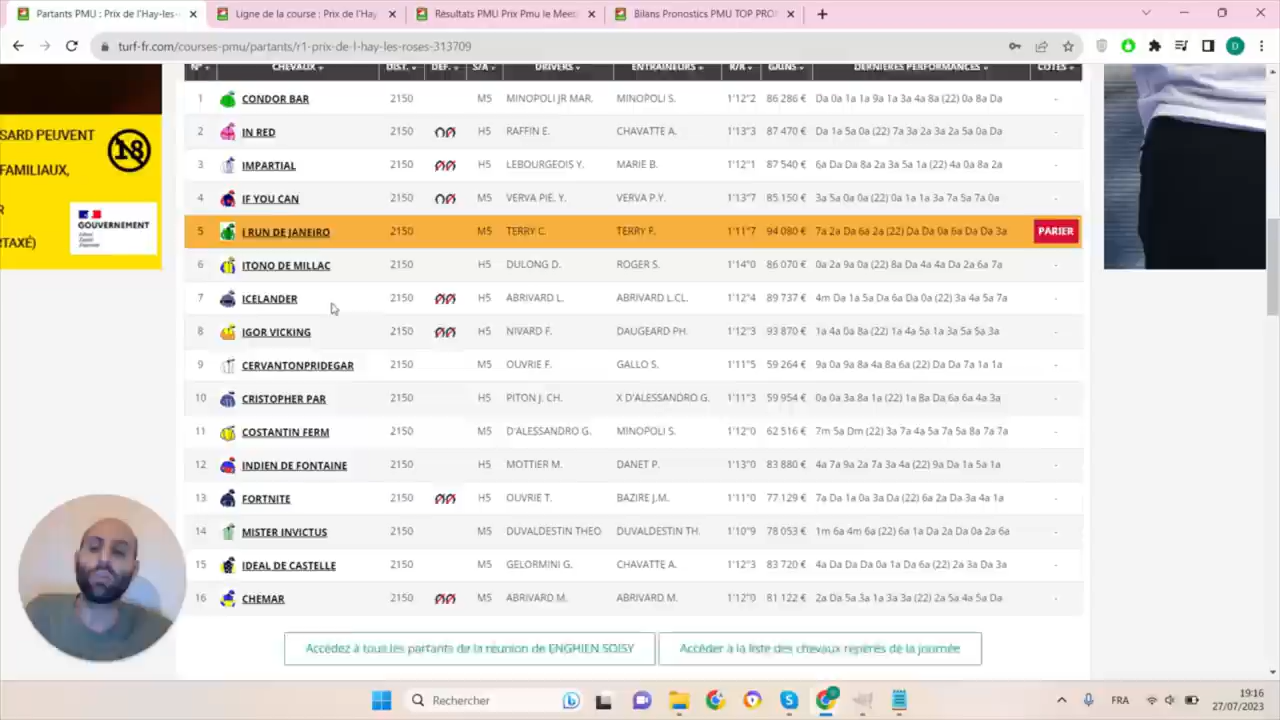 Partants PMU : Prix de l'Hay-les-
Ligne de la course : Prix de l'Hay
Résultats PMU Prix Pmu le Mees
Bilans Pronostics PMU TOP PRO
turf-fr.com/courses-pmu/partants/r1-prix-de-l-hay-les-roses-313709
D
N° CHEVAUX DIST. DEF. S/A DRIVERS ENTRAINEURS R/K GAINS DERNIÈRES PERFORMANCES COTES
1 CONDOR BAR 2150 M5 MINOPOLI JR MAR. MINOPOLI S. 1'12"2 86 286 € Da 0a 1a 1a 9a 1a 3a 4a 8a (22) 0a 8a Da -
2 IN RED 2150 H5 RAFFIN E. CHAVATTE A. 1'13"3 87 470 € Da 1a 5a 0a (22) 7a 3a 2a 3a 2a 5a 0a Da -
3 IMPARTIAL 2150 H5 LEBOURGEOIS Y. MARIE B. 1'12"1 87 540 € 6a Da Da 8a 2a 3a 5a 1a (22) 4a 0a 8a 2a -
4 IF YOU CAN 2150 M5 VERVA PIE. Y. VERVA P.Y. 1'13"7 85 150 € 3a 5a 0a 0a (22) 0a 1a 1a 3a 7a 5a 7a 0a -
5 I RUN DE JANEIRO 2150 M5 TERRY C. TERRY F. 1'11"7 94 080 € 7a 2a Da 6a 2a (22) Da Da 0a 6a Da Da 3a PARIER
6 ITONO DE MILLAC 2150 H5 DULONG D. ROGER S. 1'14"0 86 070 € 0a 2a 9a 0a (22) 8a Da 4a 4a Da 2a 6a 7a -
7 ICELANDER 2150 H5 ABRIVARD L. ABRIVARD L.CL. 1'12"4 89 737 € 4m Da 1a 5a Da 6a Da 0a (22) 3a 4a 5a 7a -
8 IGOR VICKING 2150 H5 NIVARD F. DAUGEARD PH. 1'12"3 93 870 € 1a 4a 0a 8a (22) 1a 4a 5a 1a 3a 5a 5a 3a -
9 CERVANTONPRIDEGAR 2150 M5 OUVRIE F. GALLO S. 1'11"5 59 264 € 9a 0a 9a 8a 4a 8a 6a (22) Da Da 7a 1a 1a -
10 CRISTOPHER PAR 2150 H5 PITON J. CH. X D'ALESSANDRO G. 1'11"3 59 954 € 0a 0a 3a 8a 1a (22) 1a 8a Da 6a 6a 4a 3a -
11 COSTANTIN FERM 2150 M5 D'ALESSANDRO G. MINOPOLI S. 1'12"0 62 516 € 7m 5a Dm (22) 3a 7a 4a 5a 7a 5a 8a 7a 7a -
12 INDIEN DE FONTAINE 2150 H5 MOTTIER M. DANET P. 1'13"0 83 880 € 4a 7a 9a 2a 7a 3a 4a (22) 9a Da 1a 5a 1a -
13 FORTNITE 2150 H5 OUVRIE T. BAZIRE J.M. 1'11"0 77 129 € 7a Da 1a 0a 3a Da (22) 6a 2a Da 3a 4a 1a -
14 MISTER INVICTUS 2150 M5 DUVALDESTIN THEO DUVALDESTIN TH. 1'10"9 78 053 € 1m 6a 4m 6a (22) 6a 1a Da 2a Da 0a 2a 6a -
15 IDEAL DE CASTELLE 2150 M5 GELORMINI G. CHAVATTE A. 1'12"3 83 720 € 4a Da Da Da 0a 1a Da 6a (22) 2a 3a Da 3a -
16 CHEMAR 2150 M5 ABRIVARD M. ABRIVARD M. 1'12"0 81 122 € 2a Da 5a 3a 1a 3a 3a (22) 2a 5a 4a 5a Da -
SARD PEUVENT
FAMILIAUX,
R
TAXÉ)
18
GOUVERNEMENT
Accédez à tous les partants de la réunion de ENGHIEN SOISY
Accéder à la liste des chevaux repérés de la journée
Rechercher
FRA
19:16
27/07/2023